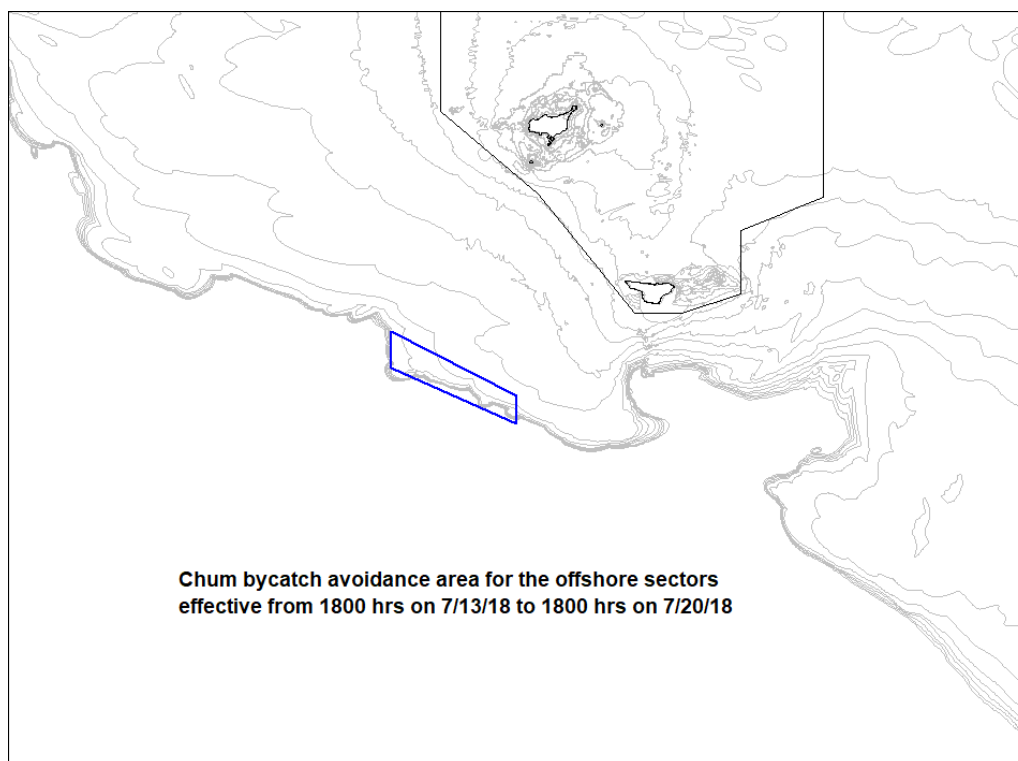 Chum bycatch avoidance area for the offshore sectors
effective from 1800 hrs on 7/13/18 to 1800 hrs on 7/20/18